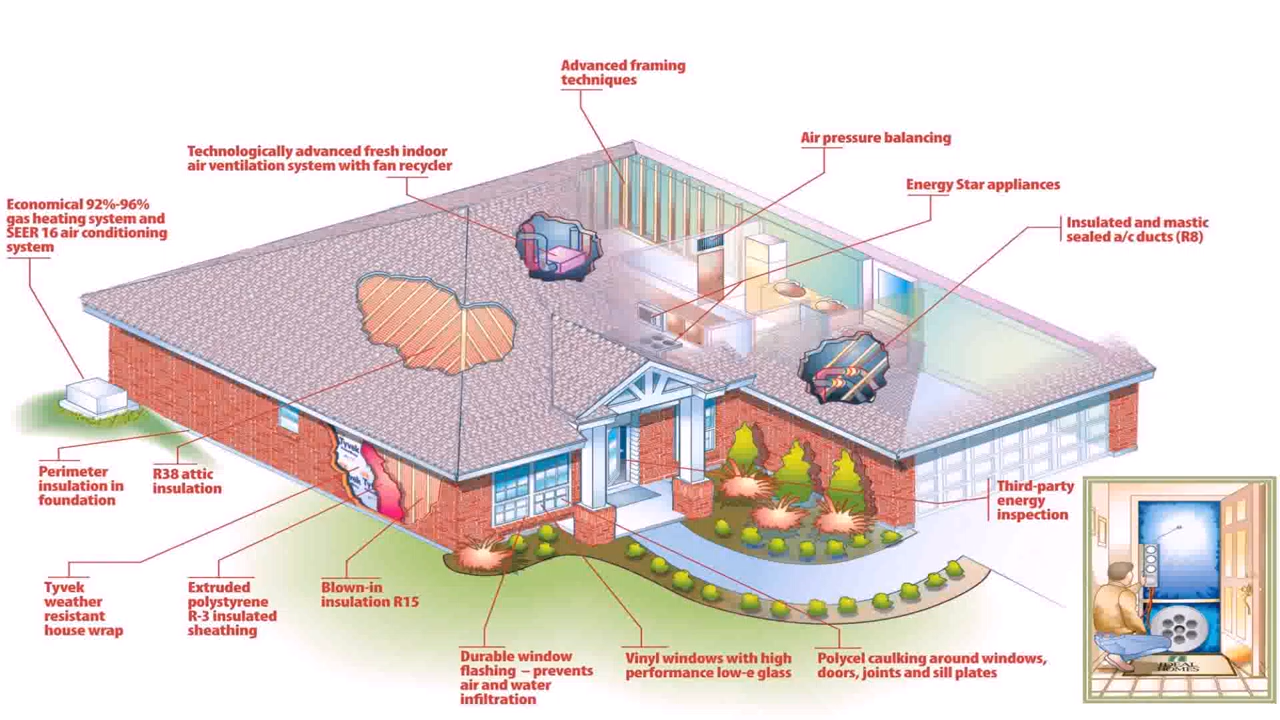 Advanced framing
techniques
Air pressure balancing
Technologically advanced fresh indoor
air ventilation system with fan recycler
Energy Star appliances
Economical 92%-96%
gas heating system and
SEER 16 air conditioning
system
Insulated and mastic
sealed a/c ducts (R8)
Tyvek
Perimeter
insulation in
foundation
R38 attic
insulation
Third-party
energy
inspection
Tyvek
weather
resistant
house wrap
Extruded
polystyrene
R-3 insulated
sheathing
Blown-in
insulation R15
Durable window
flashing – prevents
air and water
infiltration
Vinyl windows with high
performance low-e glass
Polycel caulking around windows,
doors, joints and sill plates
IDEAL
HOMES